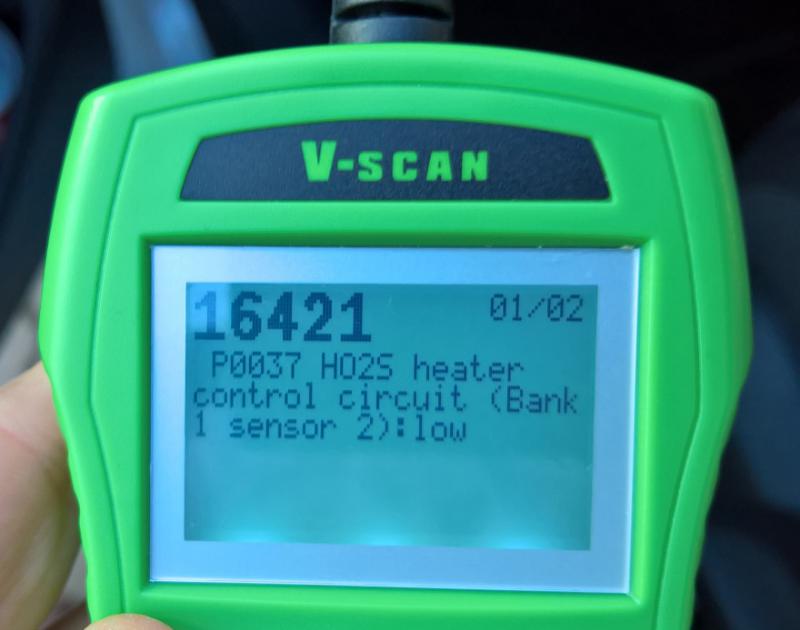 V-SCAN
16421 01/02
P0037 HO2S heater
control circuit (Bank
1 sensor 2):low